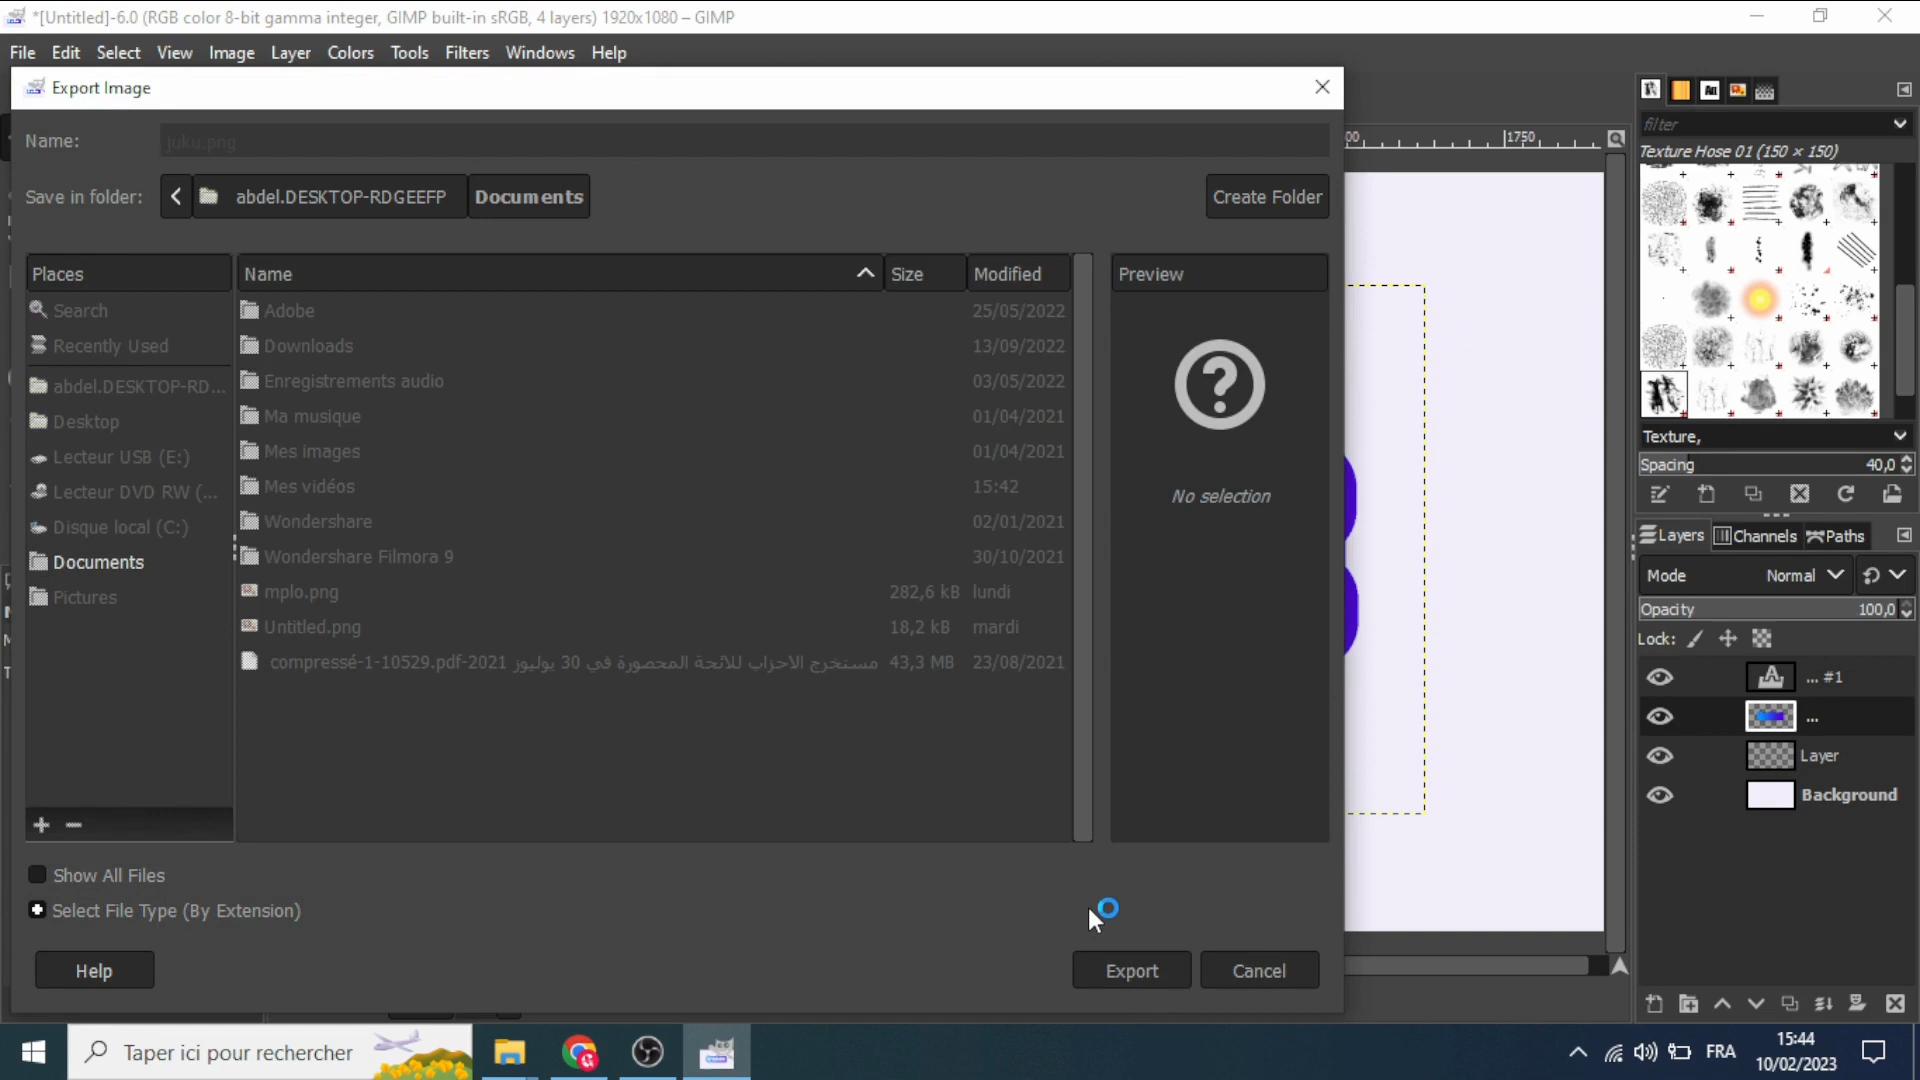 *[Untitled]-6.0 (RGB color 8-bit gamma integer, GIMP built-in sRGB, 4 layers) 1920x1080 – GIMP
File Edit Select View Image Layer Colors Tools Filters Windows Help
Export Image
Name: juku.png
Save in folder: abdel.DESKTOP-RDGEEFP Documents Create Folder
Places Name Size Modified Preview
Search
Recently Used
abdel.DESKTOP-RD...
Desktop
Lecteur USB (E:)
Lecteur DVD RW (...
Disque local (C:)
Documents
Pictures
Adobe 25/05/2022
Downloads 13/09/2022
Enregistrements audio 03/05/2022
Ma musique 01/04/2021
Mes images 01/04/2021
Mes vidéos 15:42
Wondershare 02/01/2021
Wondershare Filmora 9 30/10/2021
mplo.png 282,6 kB lundi
Untitled.png 18,2 kB mardi
مستخرج الاحزاب للائحة المحصورة في 30 يوليوز 2021-compressé-1-10529.pdf 43,3 MB 23/08/2021
No selection
Show All Files
Select File Type (By Extension)
Help Export Cancel
1750
filter
Texture Hose 01 (150 × 150)
Texture,
Spacing 40,0
Layers Channels Paths
Mode Normal
Opacity 100,0
Lock:
... #1
...
Layer
Background
Taper ici pour rechercher
FRA
15:44
10/02/2023